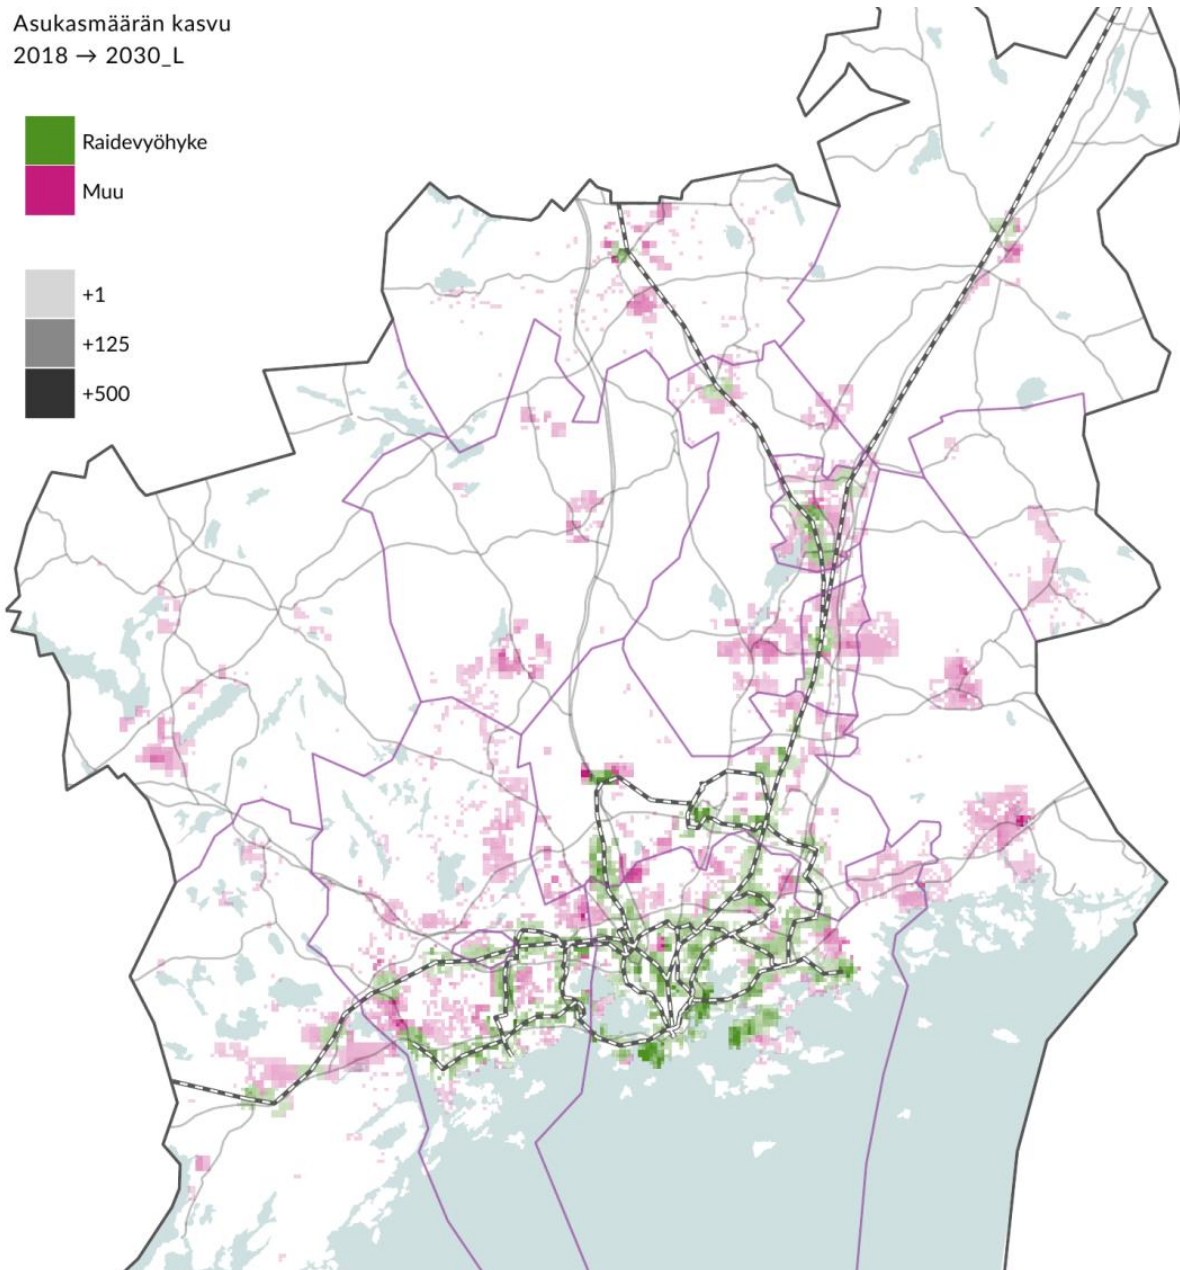 Asukasmäärän kasvu
2018 → 2030_L
Raidevyöhyke
Muu
+1
+125
+500